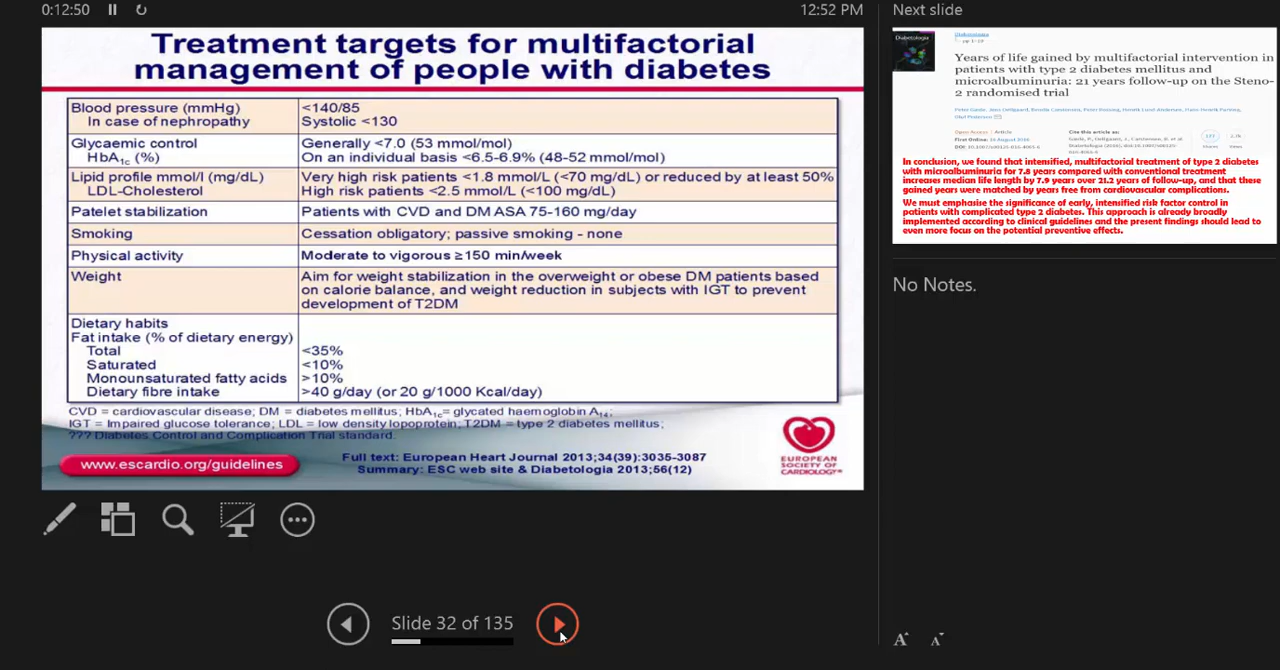 0:12:50
12:52 PM
Next slide
Treatment targets for multifactorial
management of people with diabetes
Blood pressure (mmHg)
In case of nephropathy
<140/85
Systolic <130
Glycaemic control
HbA1c (%)
Generally <7.0 (53 mmol/mol)
On an individual basis <6.5-6.9% (48-52 mmol/mol)
Lipid profile mmol/l (mg/dL)
LDL-Cholesterol
Very high risk patients <1.8 mmol/L (<70 mg/dL) or reduced by at least 50%
High risk patients <2.5 mmol/L (<100 mg/dL)
Platelet stabilization
Patients with CVD and DM ASA 75-160 mg/day
Smoking
Cessation obligatory; passive smoking - none
Physical activity
Moderate to vigorous ≥150 min/week
Weight
Aim for weight stabilization in the overweight or obese DM patients based
on calorie balance, and weight reduction in subjects with IGT to prevent
development of T2DM
Dietary habits
Fat intake (% of dietary energy)
Total
<35%
Saturated
<10%
Monounsaturated fatty acids
>10%
Dietary fibre intake
>40 g/day (or 20 g/1000 Kcal/day)
CVD = cardiovascular disease; DM = diabetes mellitus; HbA1c= glycated haemoglobin A1c;
IGT = Impaired glucose tolerance; LDL = low density lopoprotein; T2DM = type 2 diabetes mellitus;
??? Diabetes Control and Complication Trial standard.
www.escardio.org/guidelines
Full text: European Heart Journal 2013;34(39):3035-3087
Summary: ESC web site & Diabetologia 2013;56(12)
EUROPEAN
SOCIETY OF
CARDIOLOGY
Slide 32 of 135
Diabetologia
Diabetologia
Years of life gained by multifactorial intervention in
patients with type 2 diabetes mellitus and
microalbuminuria: 21 years follow-up on the Steno-
2 randomised trial
Open Access Article
Cite this article as:
In conclusion, we found that intensified, multifactorial treatment of type 2 diabetes
with microalbuminuria for 7.8 years compared with conventional treatment
increases median life length by 7.9 years over 21.2 years of follow-up, and that these
gained years were matched by years free from cardiovascular complications.
We must emphasise the significance of early, intensified risk factor control in
patients with complicated type 2 diabetes. This approach is already broadly
implemented according to clinical guidelines and the present findings should lead to
even more focus on the potential preventive effects.
No Notes.
A A